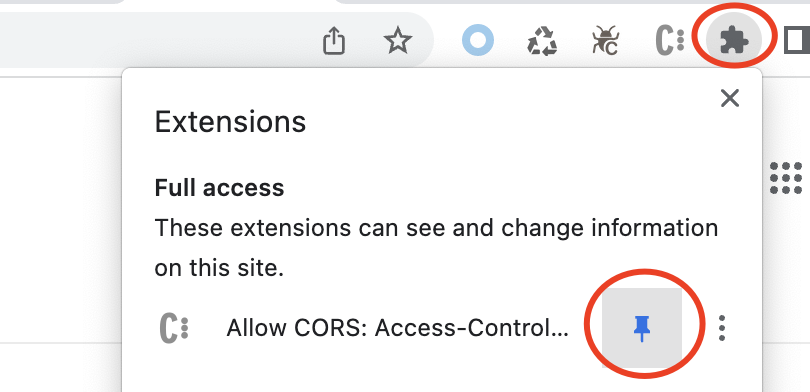 Extensions
Full access
These extensions can see and change information
on this site.
Allow CORS: Access-Control...